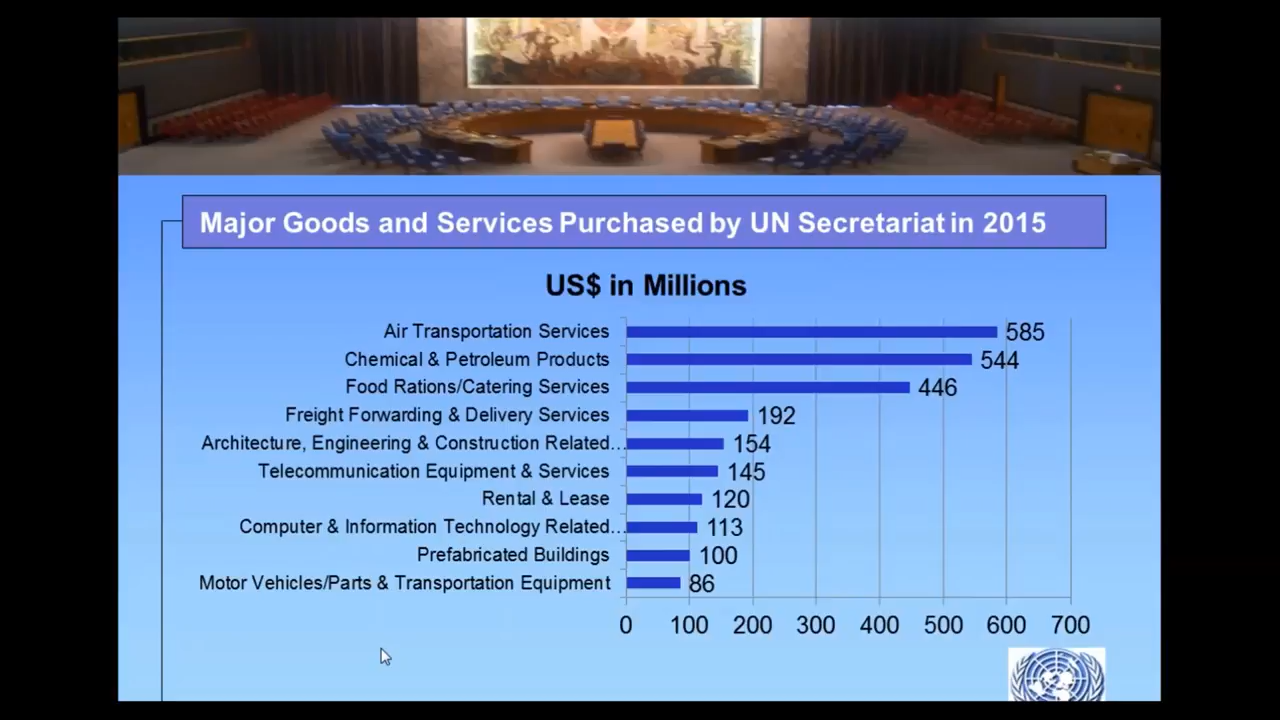 Major Goods and Services Purchased by UN Secretariat in 2015
US$ in Millions
Air Transportation Services 585
Chemical & Petroleum Products 544
Food Rations/Catering Services 446
Freight Forwarding & Delivery Services 192
Architecture, Engineering & Construction Related… 154
Telecommunication Equipment & Services 145
Rental & Lease 120
Computer & Information Technology Related… 113
Prefabricated Buildings 100
Motor Vehicles/Parts & Transportation Equipment 86
0 100 200 300 400 500 600 700